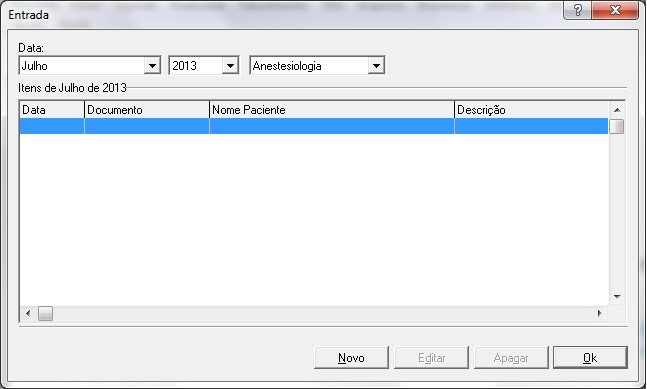 Entrada
Data:
Julho 2013 Anestesiologia
Itens de Julho de 2013
Data Documento Nome Paciente Descrição
Novo Editar Apagar Ok